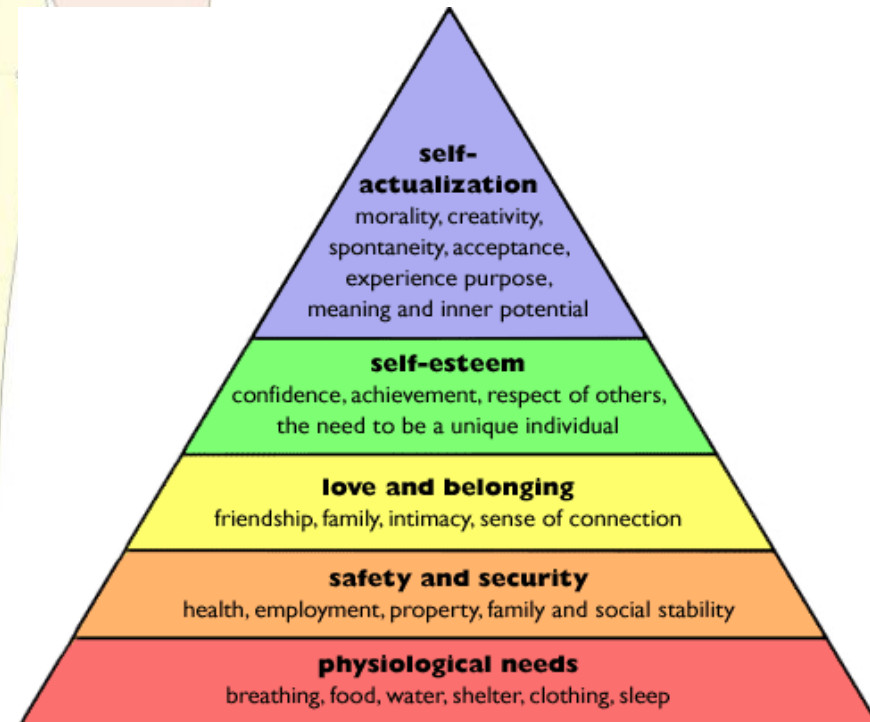 self-
actualization
morality, creativity,
spontaneity, acceptance,
experience purpose,
meaning and inner potential
self-esteem
confidence, achievement, respect of others,
the need to be a unique individual
love and belonging
friendship, family, intimacy, sense of connection
safety and security
health, employment, property, family and social stability
physiological needs
breathing, food, water, shelter, clothing, sleep